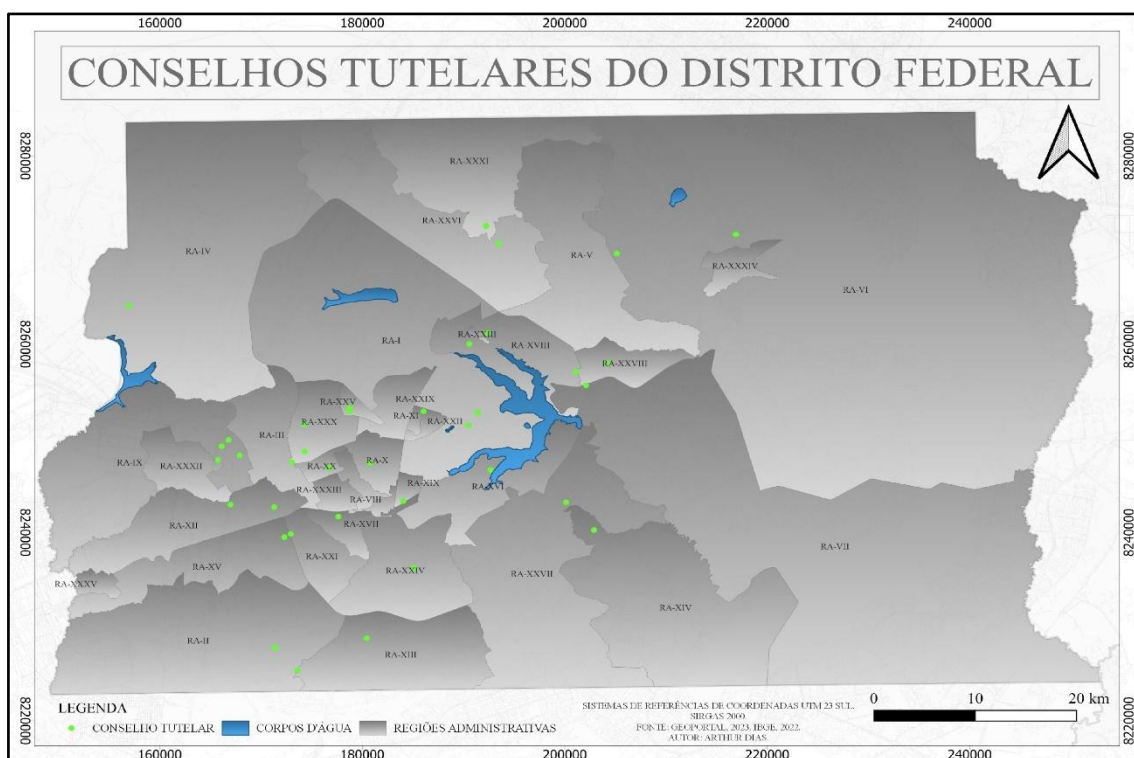 160000 180000 200000 220000 240000
CONSELHOS TUTELARES DO DISTRITO FEDERAL
8280000 8280000
RA-XXXI
RA-XXVI
RA-IV
RA-V
RA-XXXIV
RA-VI
8260000 8260000
RA-I
RA-XXIII
RA-XVIII
RA-XXVIII
RA-XXV
RA-XXIX
RA-XXX
RA-XI
RA-XXII
RA-III
RA-IX
RA-XXXII
RA-XX
RA-X
RA-XXXIII
RA-VIII
RA-XIX
RA-XVI
8240000 8240000
RA-XII
RA-XVII
RA-XV
RA-XXI
RA-XXIV
RA-XXVII
RA-VII
RA-XXXV
RA-XIV
RA-II
RA-XIII
8220000 8220000
LEGENDA
CONSELHO TUTELAR CORPOS D'ÁGUA REGIÕES ADMINISTRATIVAS
SISTEMAS DE REFERÊNCIAS DE COORDENADAS UTM 23 SUL.
SIRGAS 2000.
FONTE: GEOPORTAL, 2023. IBGE, 2022.
AUTOR: ARTHUR DIAS.
0 10 20 km
160000 180000 200000 220000 240000